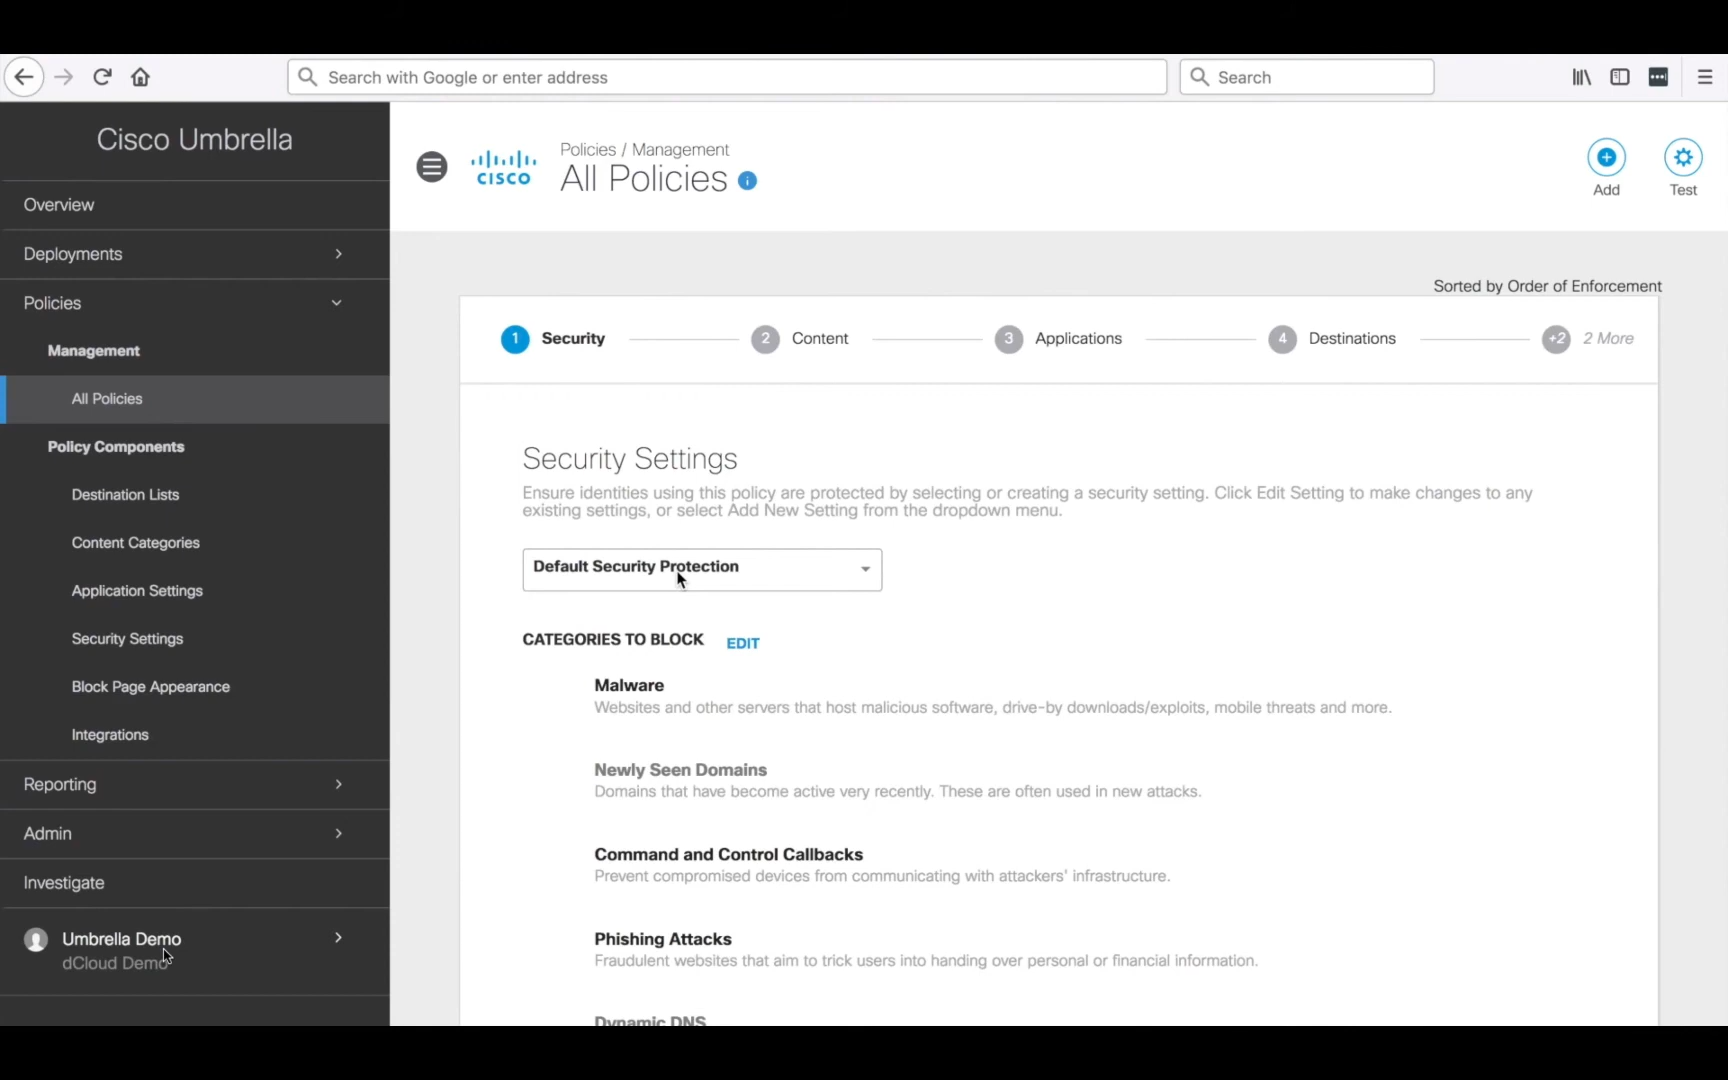 Search with Google or enter address
Search
Cisco Umbrella
Overview
Deployments
Policies
Management
All Policies
Policy Components
Destination Lists
Content Categories
Application Settings
Security Settings
Block Page Appearance
Integrations
Reporting
Admin
Investigate
Umbrella Demo
dCloud Demo
CISCO
Policies / Management
All Policies
Add
Test
Sorted by Order of Enforcement
1 Security
2 Content
3 Applications
4 Destinations
+2 2 More
Security Settings
Ensure identities using this policy are protected by selecting or creating a security setting. Click Edit Setting to make changes to any
existing settings, or select Add New Setting from the dropdown menu.
Default Security Protection
CATEGORIES TO BLOCK EDIT
Malware
Websites and other servers that host malicious software, drive-by downloads/exploits, mobile threats and more.
Newly Seen Domains
Domains that have become active very recently. These are often used in new attacks.
Command and Control Callbacks
Prevent compromised devices from communicating with attackers' infrastructure.
Phishing Attacks
Fraudulent websites that aim to trick users into handing over personal or financial information.
Dynamic DNS